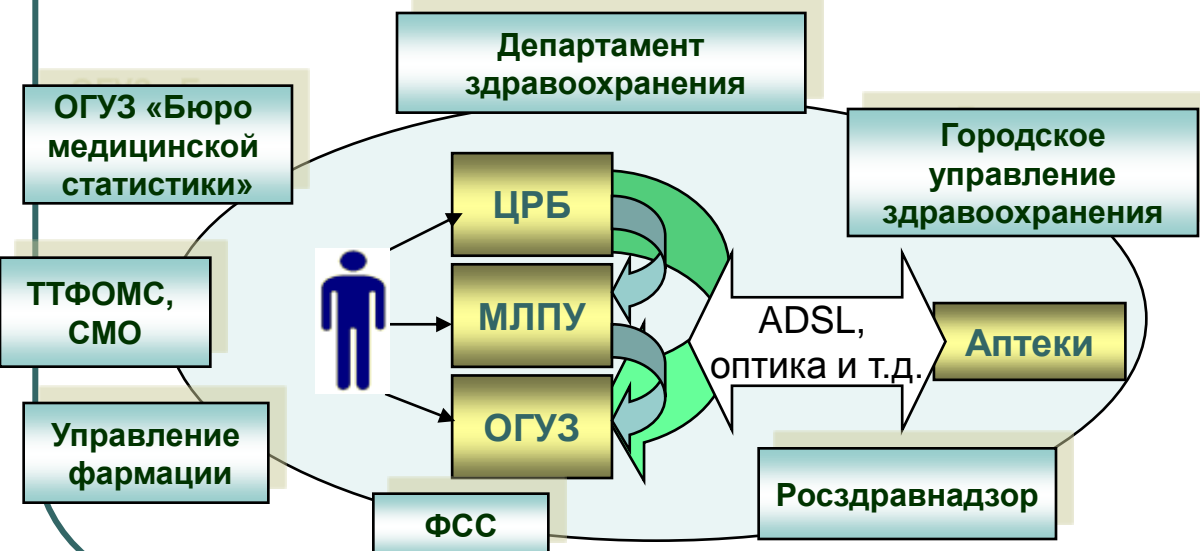 Департамент
здравоохранения
ОГУЗ «Бюро
медицинской
статистики»
Городское
управление
здравоохранения
ЦРБ
ТТФОМС,
СМО
МЛПУ
ADSL,
оптика и т.д.
Аптеки
ОГУЗ
Управление
фармации
Росздравнадзор
ФСС